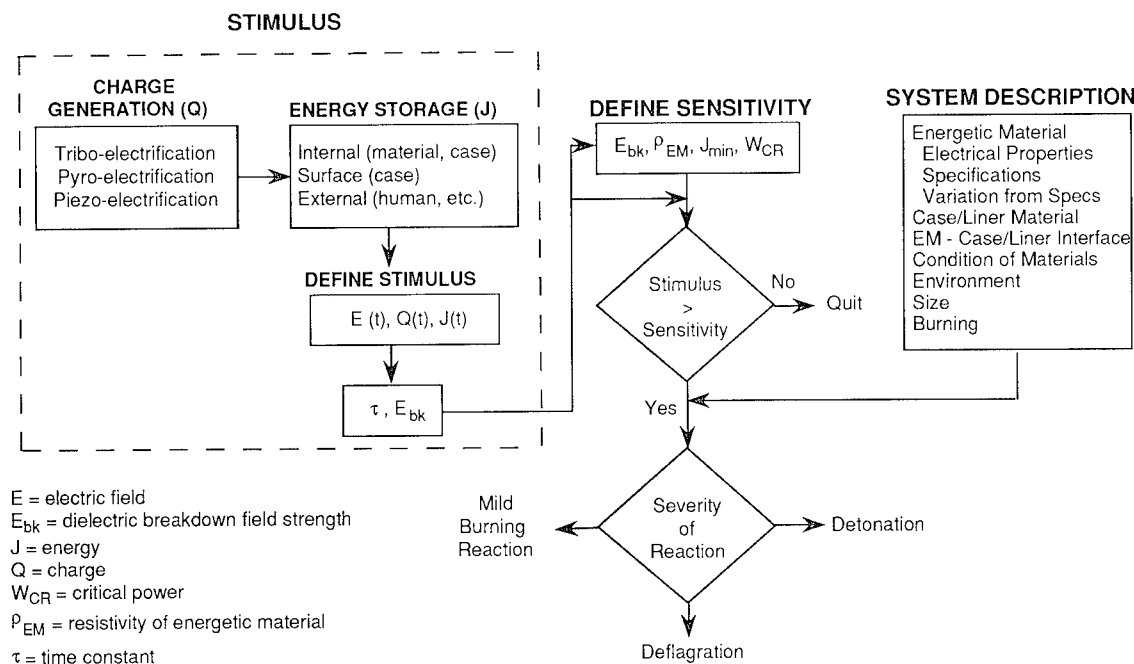 STIMULUS
CHARGE
GENERATION (Q)
Tribo-electrification
Pyro-electrification
Piezo-electrification
ENERGY STORAGE (J)
Internal (material, case)
Surface (case)
External (human, etc.)
DEFINE STIMULUS
E (t), Q(t), J(t)
τ , E_bk
DEFINE SENSITIVITY
E_bk, ρ_EM, J_min, W_CR
Stimulus
>
Sensitivity
No
Quit
Yes
SYSTEM DESCRIPTION
Energetic Material
Electrical Properties
Specifications
Variation from Specs
Case/Liner Material
EM - Case/Liner Interface
Condition of Materials
Environment
Size
Burning
Severity
of
Reaction
Mild
Burning
Reaction
Detonation
Deflagration
E = electric field
E_bk = dielectric breakdown field strength
J = energy
Q = charge
W_CR = critical power
ρ_EM = resistivity of energetic material
τ = time constant